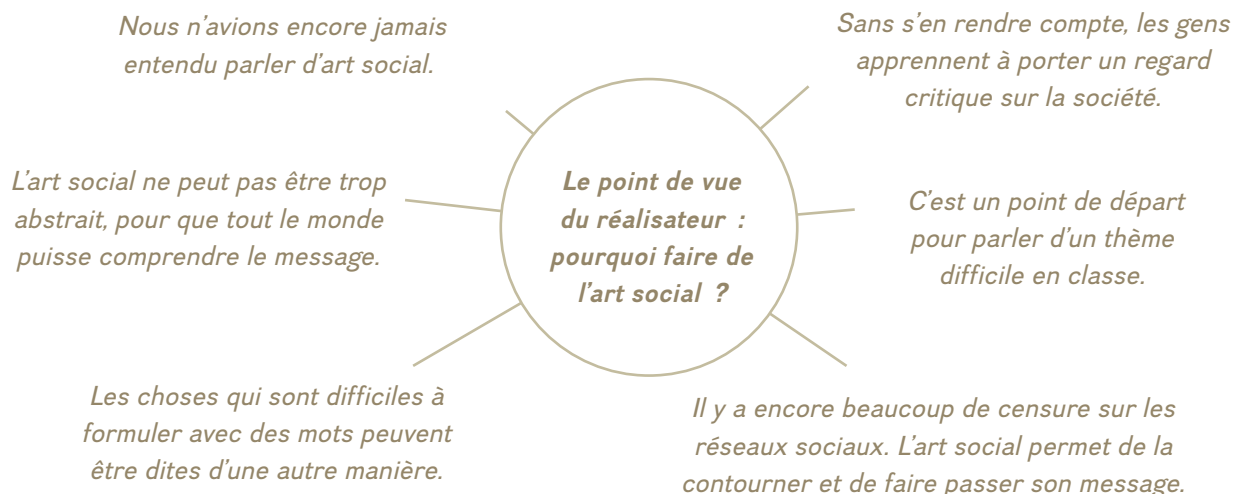 Nous n'avions encore jamais
entendu parler d'art social.
Sans s'en rendre compte, les gens
apprennent à porter un regard
critique sur la société.
L'art social ne peut pas être trop
abstrait, pour que tout le monde
puisse comprendre le message.
Le point de vue
du réalisateur :
pourquoi faire de
l'art social ?
C'est un point de départ
pour parler d'un thème
difficile en classe.
Les choses qui sont difficiles à
formuler avec des mots peuvent
être dites d'une autre manière.
Il y a encore beaucoup de censure sur les
réseaux sociaux. L'art social permet de la
contourner et de faire passer son message.